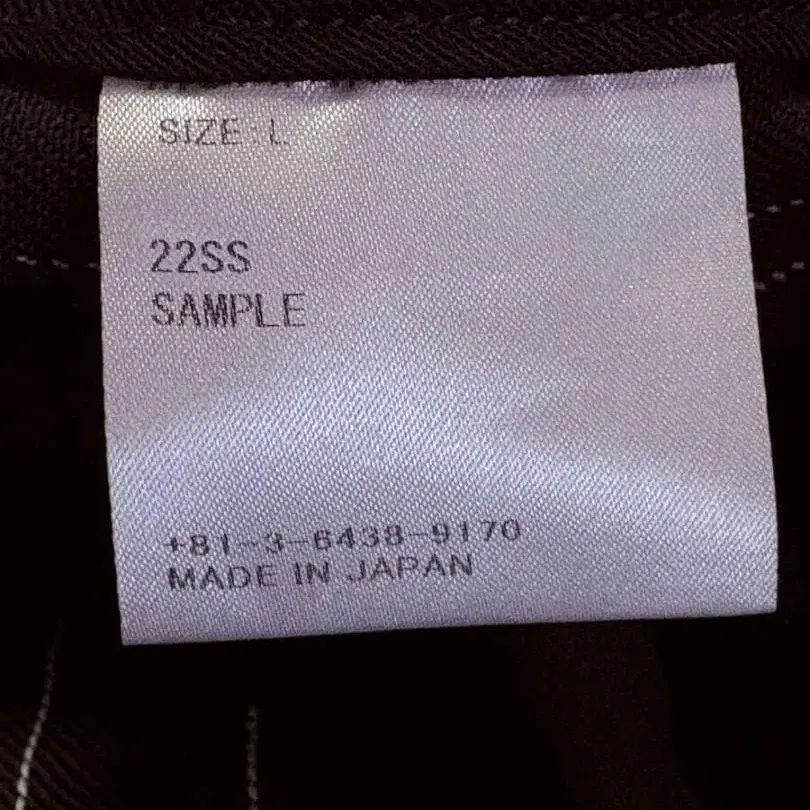 SIZE:L
22SS
SAMPLE
+81-3-6438-9170
MADE IN JAPAN